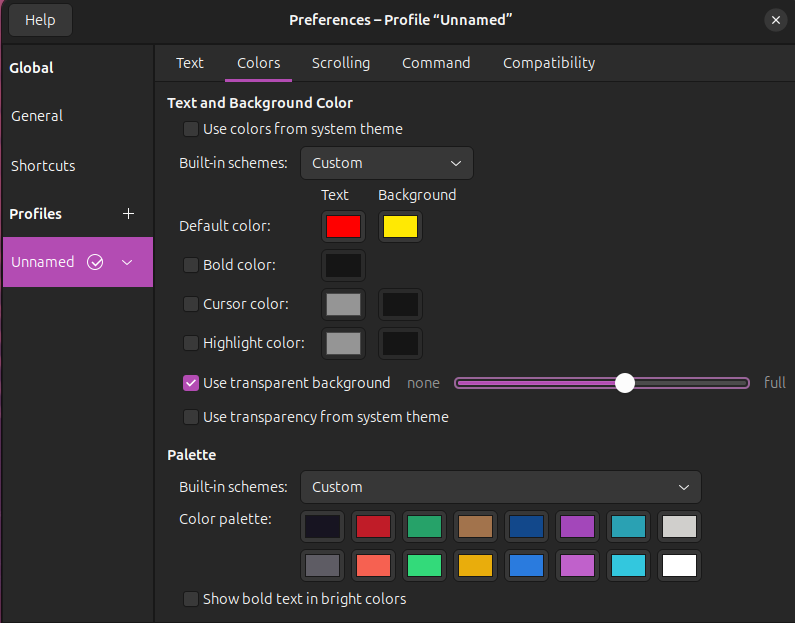 Help
Preferences – Profile “Unnamed”
Global
General
Shortcuts
Profiles
Unnamed
Text Colors Scrolling Command Compatibility
Text and Background Color
Use colors from system theme
Built-in schemes: Custom
Text Background
Default color:
Bold color:
Cursor color:
Highlight color:
Use transparent background none full
Use transparency from system theme
Palette
Built-in schemes: Custom
Color palette:
Show bold text in bright colors